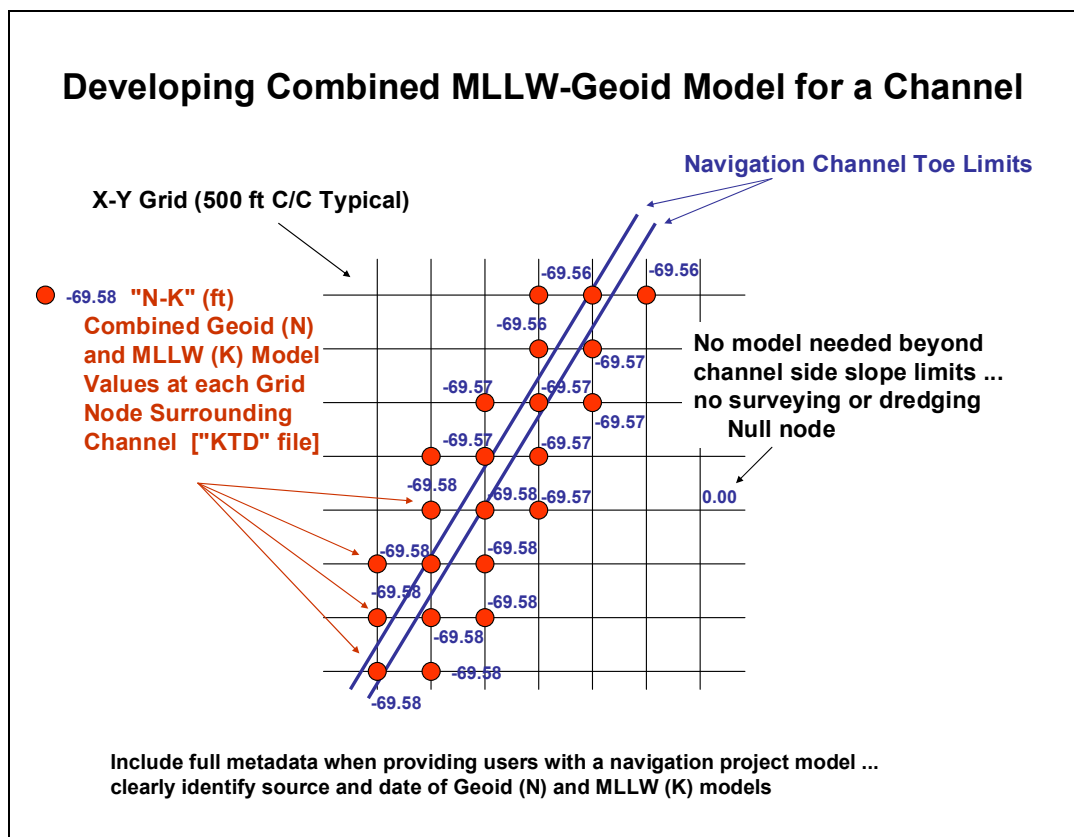 Developing Combined MLLW-Geoid Model for a Channel
Navigation Channel Toe Limits
X-Y Grid (500 ft C/C Typical)
-69.58 "N-K" (ft)
Combined Geoid (N)
and MLLW (K) Model
Values at each Grid
Node Surrounding
Channel ["KTD" file]
-69.56
-69.56
-69.56
-69.57
No model needed beyond
channel side slope limits ...
no surveying or dredging
Null node
-69.57
-69.57
-69.57
-69.57
-69.57
-69.58
-69.58
-69.57
0.00
-69.58
-69.58
-69.58
-69.58
-69.58
-69.58
-69.58
Include full metadata when providing users with a navigation project model ...
clearly identify source and date of Geoid (N) and MLLW (K) models